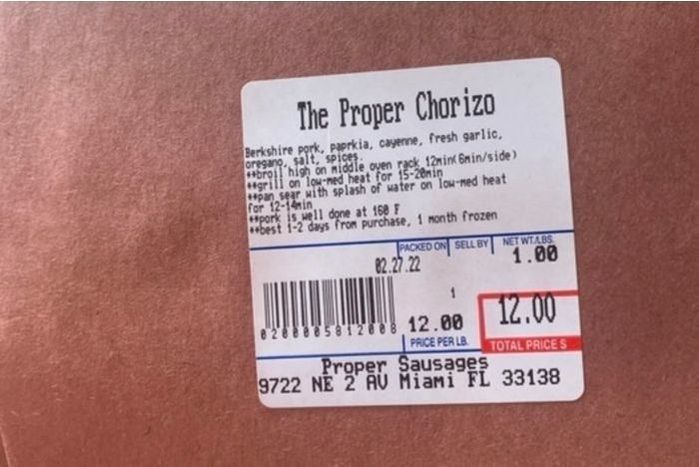 The Proper Chorizo
Berkshire pork, paprkia, cayenne, fresh garlic,
oregano, salt, spices.
**broil high on middle oven rack 12min(6min/side)
**grill on low-med heat for 15-20min
**pan sear with splash of water on low-med heat
for 12-14min
**pork is well done at 160 F
**best 1-2 days from purchase, 1 month frozen
PACKED ON SELL BY NET WT./LBS.
02.27.22 1.00
1
0200005812008 12.00 12.00
PRICE PER LB. TOTAL PRICE $
Proper Sausages
9722 NE 2 AV Miami FL 33138